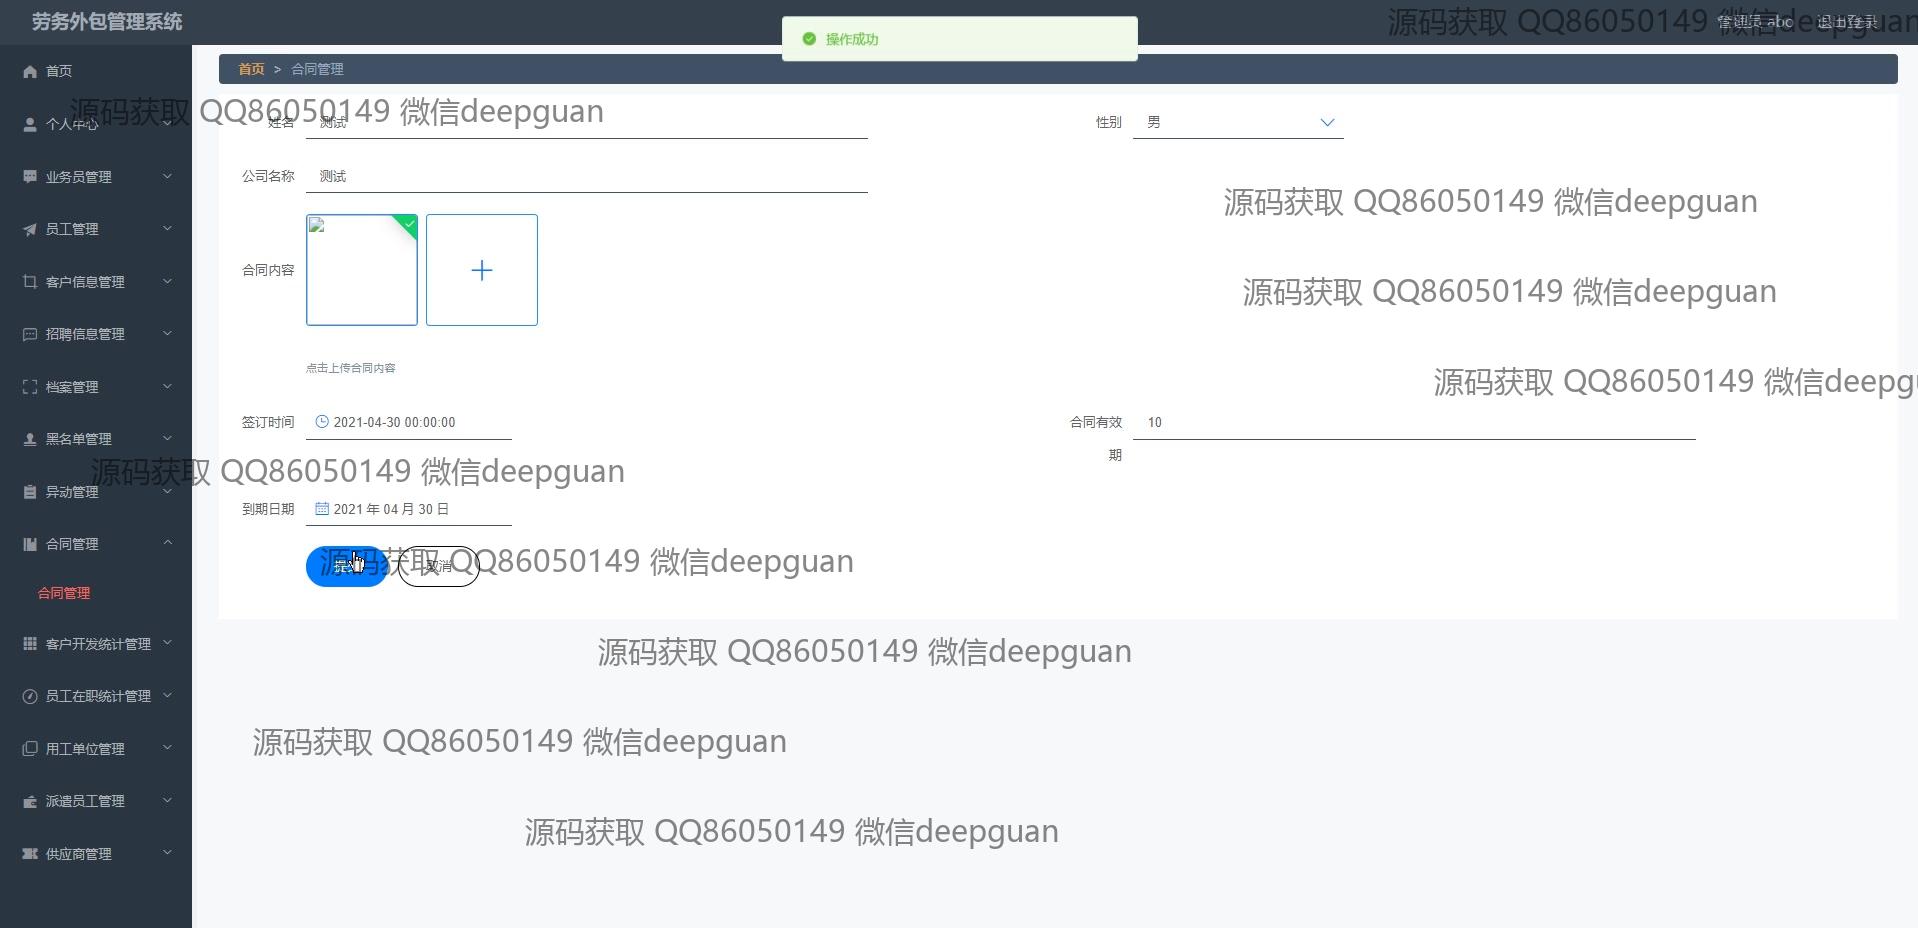 劳务外包管理系统
操作成功
源码获取 QQ86050149 微信deepguan
管理员 abo
退出登录
首页
首页 > 合同管理
源码获取 QQ86050149 微信deepguan
个人中心
姓名 测试
性别 男
业务员管理
公司名称 测试
源码获取 QQ86050149 微信deepguan
员工管理
合同内容
客户信息管理
源码获取 QQ86050149 微信deepguan
招聘信息管理
点击上传合同内容
档案管理
源码获取 QQ86050149 微信deepg
签订时间 2021-04-30 00:00:00
合同有效期 10
黑名单管理
源码获取 QQ86050149 微信deepguan
异动管理
到期日期 2021 年 04 月 30 日
合同管理
源码获取 QQ86050149 微信deepguan
取消
合同管理
客户开发统计管理
源码获取 QQ86050149 微信deepguan
员工在职统计管理
用工单位管理
源码获取 QQ86050149 微信deepguan
派遣员工管理
源码获取 QQ86050149 微信deepguan
供应商管理